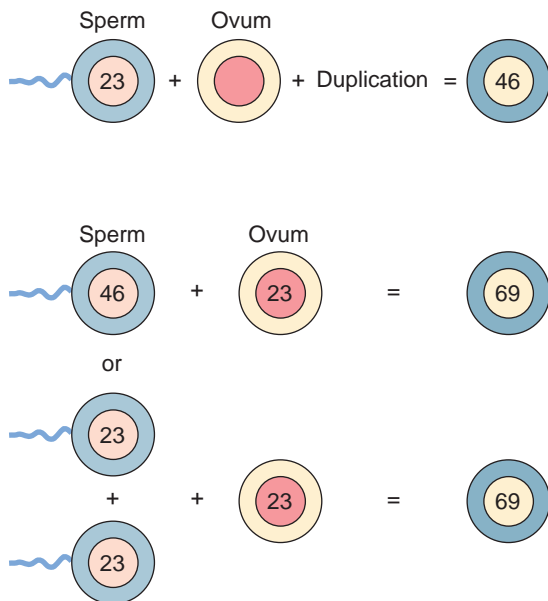 Sperm Ovum
23 + + Duplication = 46
Sperm Ovum
46 + 23 = 69
or
23
+ + 23 = 69
23